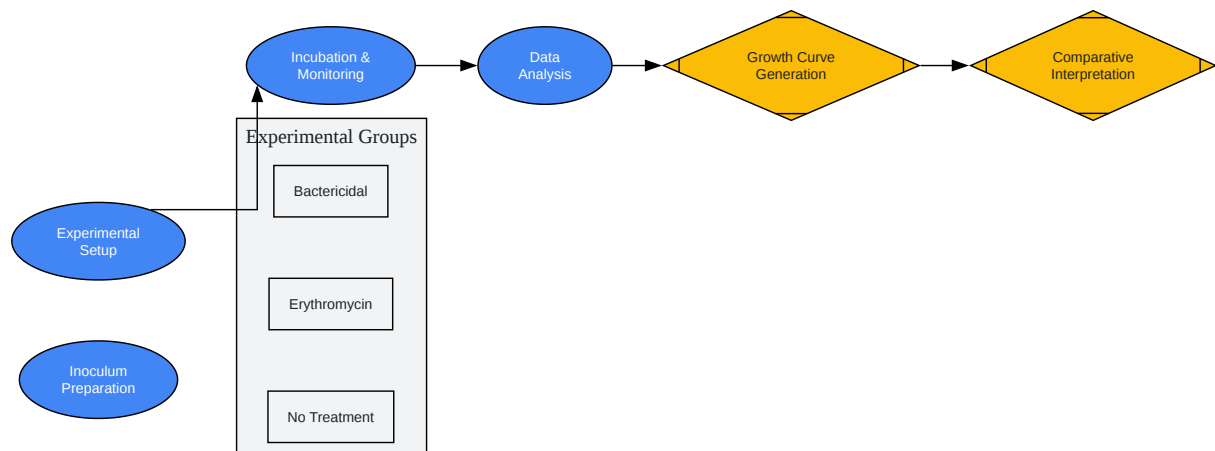 Incubation &
Monitoring
Data
Analysis
Growth Curve
Generation
Comparative
Interpretation
Experimental Groups
Bactericidal
Experimental
Setup
Erythromycin
Inoculum
Preparation
No Treatment